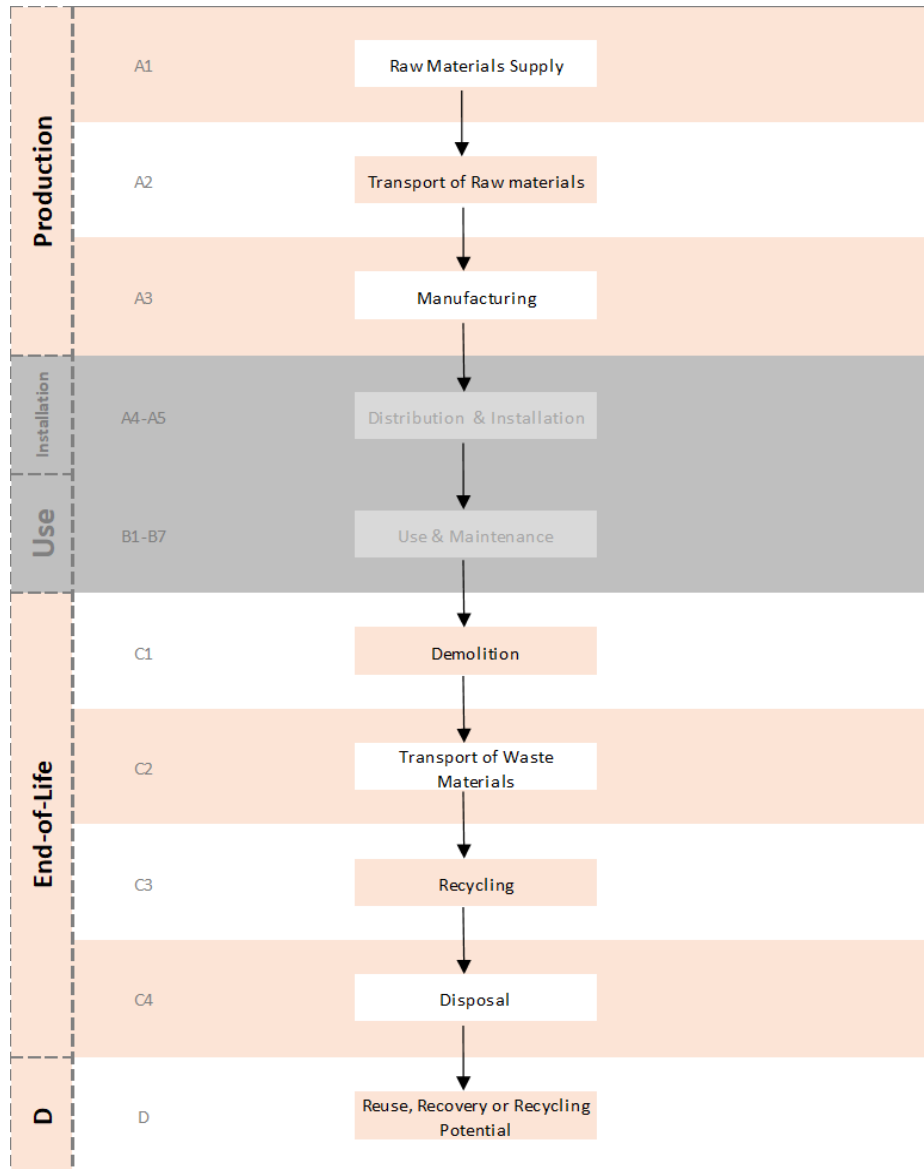 Production
A1
Raw Materials Supply
A2
Transport of Raw materials
A3
Manufacturing
Installation
A4-A5
Distribution & Installation
Use
B1-B7
Use & Maintenance
End-of-Life
C1
Demolition
C2
Transport of Waste
Materials
C3
Recycling
C4
Disposal
D
D
Reuse, Recovery or Recycling
Potential